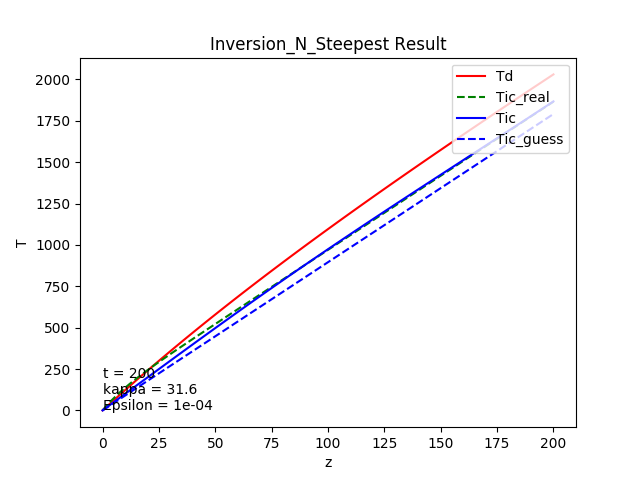 Inversion_N_Steepest Result
T
2000
1750
1500
1250
1000
750
500
250
0
Td
Tic_real
Tic
Tic_guess
t = 200
kappa = 31.6
Epsilon = 1e-04
0 25 50 75 100 125 150 175 200
z